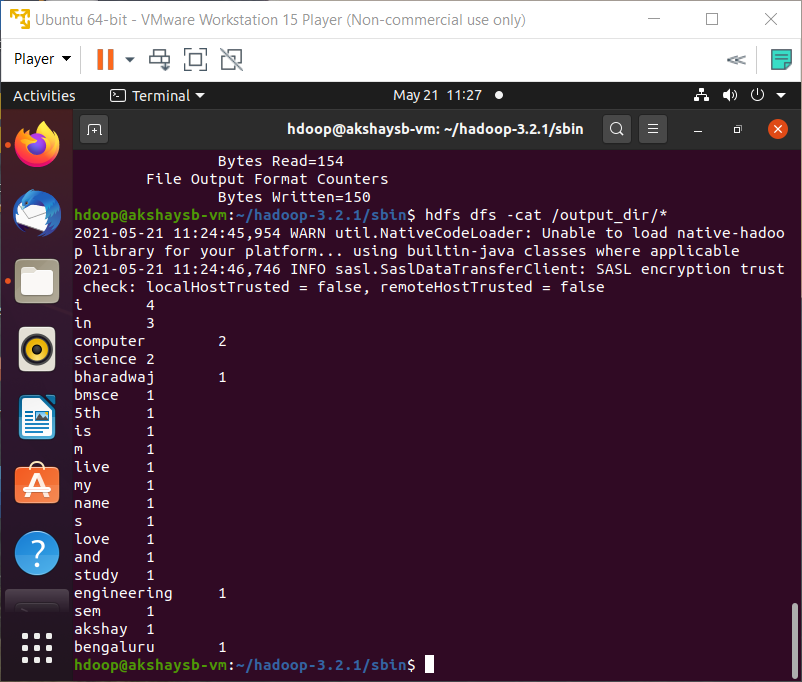 Ubuntu 64-bit - VMware Workstation 15 Player (Non-commercial use only)
Player
Activities Terminal May 21 11:27
hdoop@akshaysb-vm: ~/hadoop-3.2.1/sbin
Bytes Read=154
File Output Format Counters
Bytes Written=150
hdoop@akshaysb-vm:~/hadoop-3.2.1/sbin$ hdfs dfs -cat /output_dir/*
2021-05-21 11:24:45,954 WARN util.NativeCodeLoader: Unable to load native-hadoo
p library for your platform... using builtin-java classes where applicable
2021-05-21 11:24:46,746 INFO sasl.SaslDataTransferClient: SASL encryption trust
check: localHostTrusted = false, remoteHostTrusted = false
i 4
in 3
computer 2
science 2
bharadwaj 1
bmsce 1
5th 1
is 1
m 1
live 1
my 1
name 1
s 1
love 1
and 1
study 1
engineering 1
sem 1
akshay 1
bengaluru 1
hdoop@akshaysb-vm:~/hadoop-3.2.1/sbin$